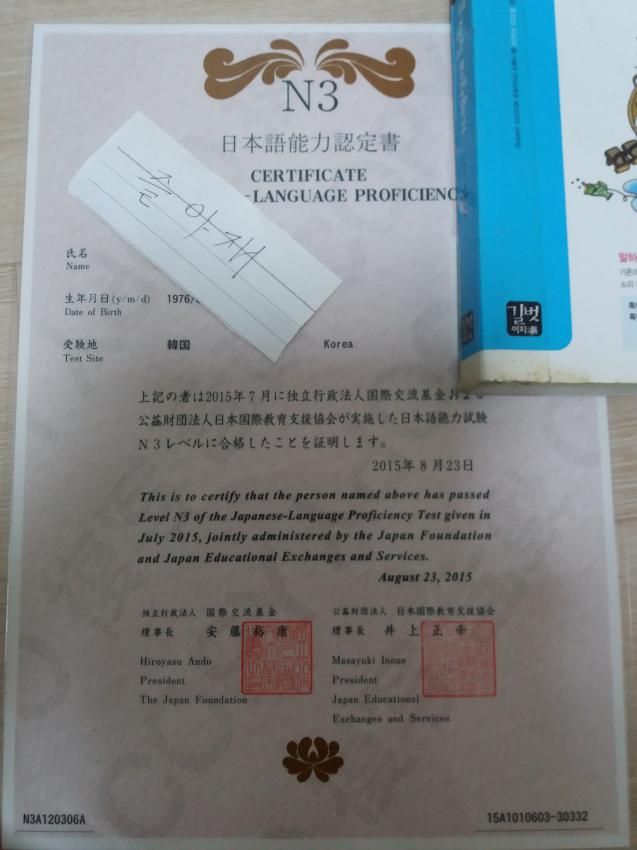 N3
日本語能力認定書
CERTIFICATE
-LANGUAGE PROFICIENC
즐아재
氏名
Name
生年月日(y/m/d) 1976/
Date of Birth
受験地 韓国 Korea
Test Site
上記の者は2015年7月に独立行政法人国際交流基金および
公益財団法人日本国際教育支援協会が実施した日本語能力試験
N3レベルに合格したことを証明します。
2015年8月23日
This is to certify that the person named above has passed
Level N3 of the Japanese-Language Proficiency Test given in
July 2015, jointly administered by the Japan Foundation
and Japan Educational Exchanges and Services.
August 23, 2015
独立行政法人 国際交流基金
理事長 安藤裕康
Hiroyasu Ando
President
The Japan Foundation
公益財団法人 日本国際教育支援協会
理事長 井上正幸
Masayuki Inoue
President
Japan Educational
Exchanges and Services
N3A120306A
15A1010603-30332
길벗
이지:톡
말하